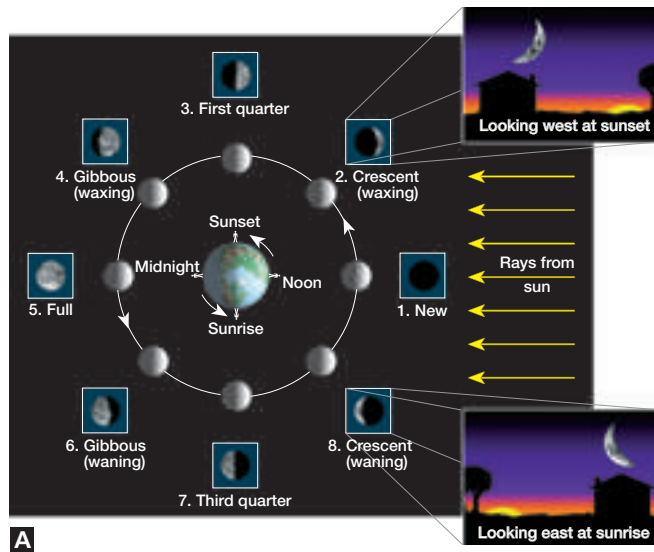 3. First quarter
Looking west at sunset
4. Gibbous
(waxing)
2. Crescent
(waxing)
Sunset
Midnight
Noon
Rays from
sun
5. Full
Sunrise
1. New
6. Gibbous
(waning)
8. Crescent
(waning)
7. Third quarter
Looking east at sunrise
A